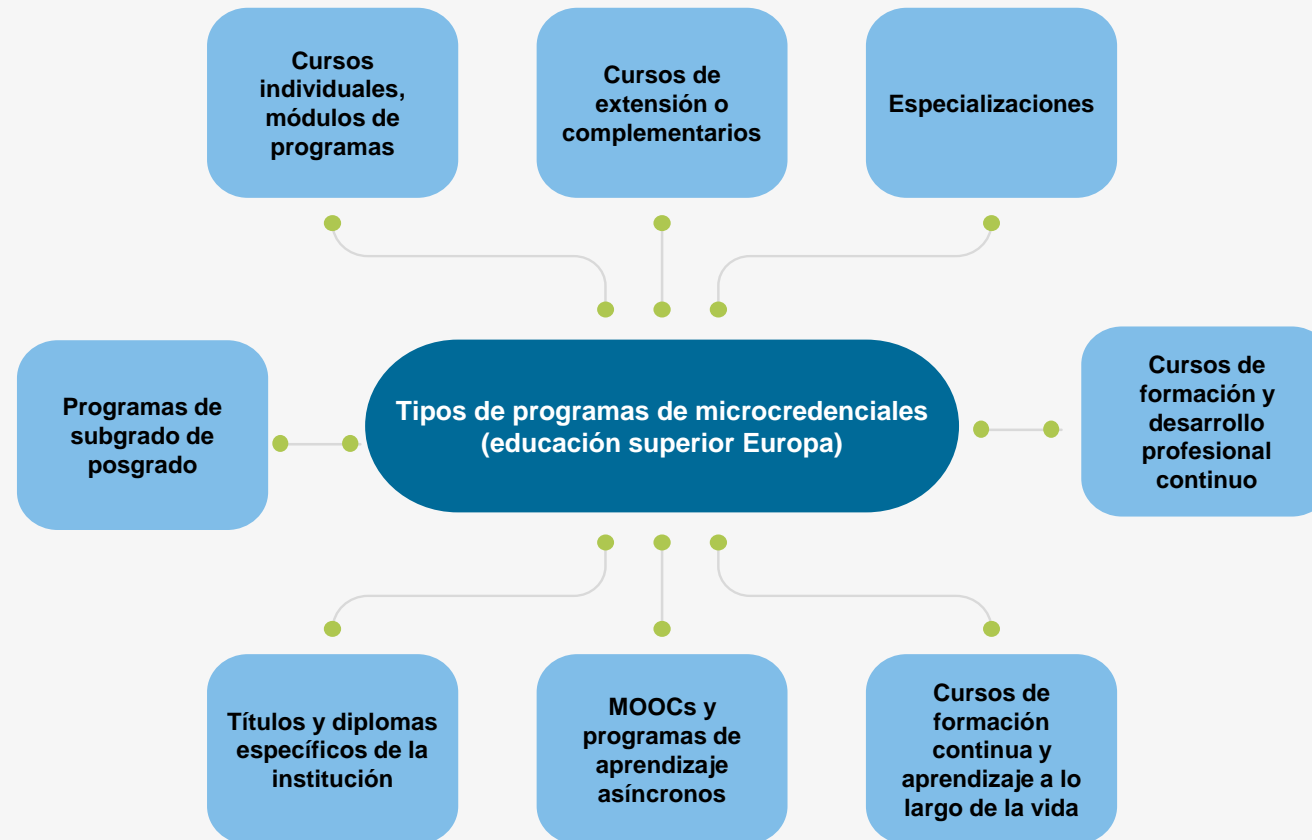 Cursos
individuales,
módulos de
programas
Cursos de
extensión o
complementarios
Especializaciones
Programas de
subgrado de
posgrado
Tipos de programas de microcredenciales
(educación superior Europa)
Cursos de
formación y
desarrollo
profesional
continuo
Títulos y diplomas
específicos de la
institución
MOOCs y
programas de
aprendizaje
asíncronos
Cursos de
formación
continua y
aprendizaje a lo
largo de la vida